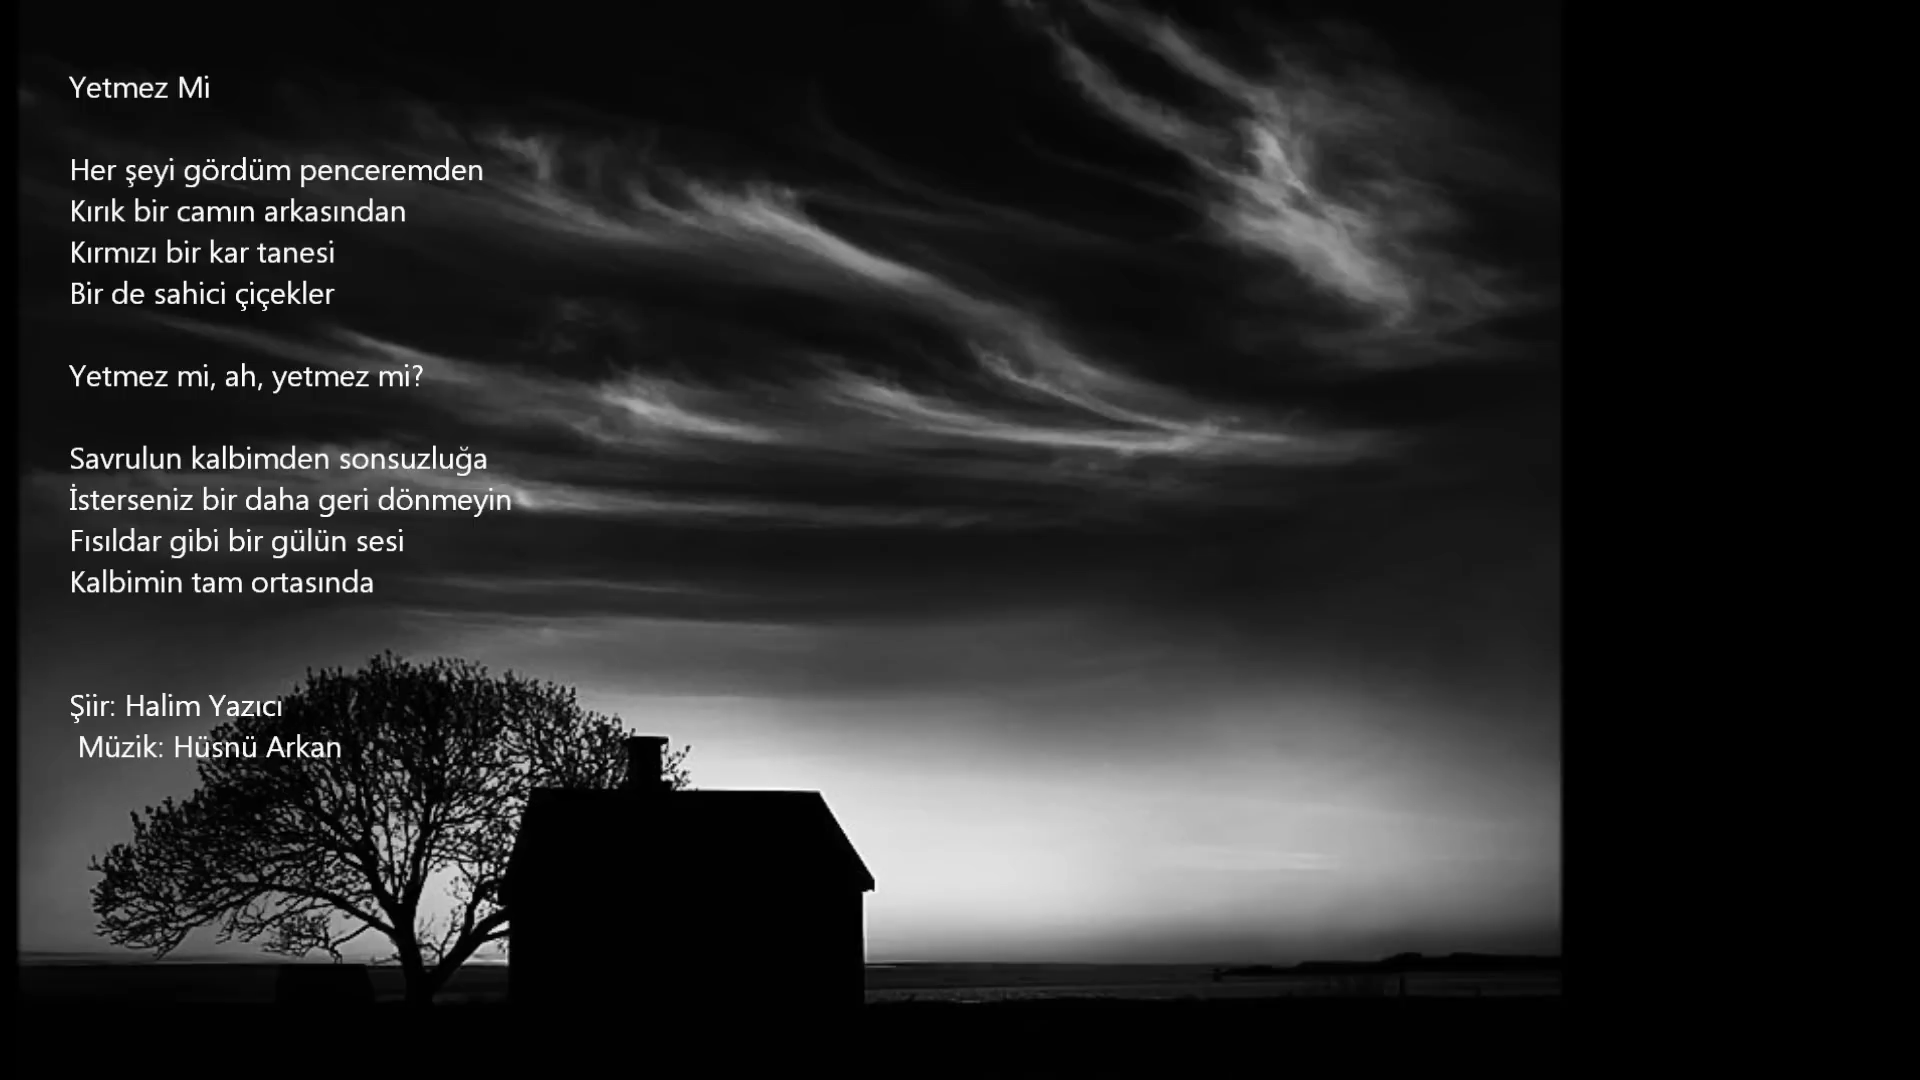 Yetmez Mi
Her şeyi gördüm penceremden
Kırık bir camın arkasından
Kırmızı bir kar tanesi
Bir de sahici çiçekler
Yetmez mi, ah, yetmez mi?
Savrulun kalbimden sonsuzluğa
İsterseniz bir daha geri dönmeyin
Fısıldar gibi bir gülün sesi
Kalbimin tam ortasında
Şiir: Halim Yazıcı
Müzik: Hüsnü Arkan